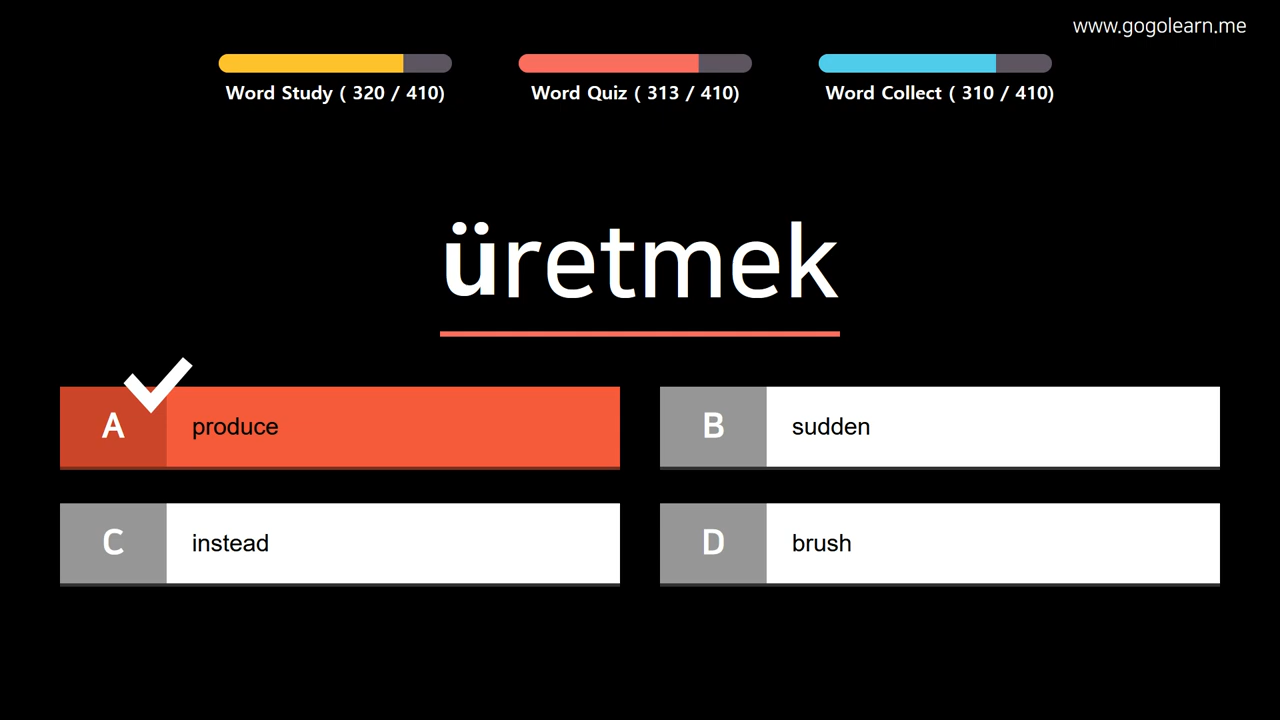 www.gogolearn.me
Word Study ( 320 / 410)
Word Quiz ( 313 / 410)
Word Collect ( 310 / 410)
üretmek
A produce
B sudden
C instead
D brush